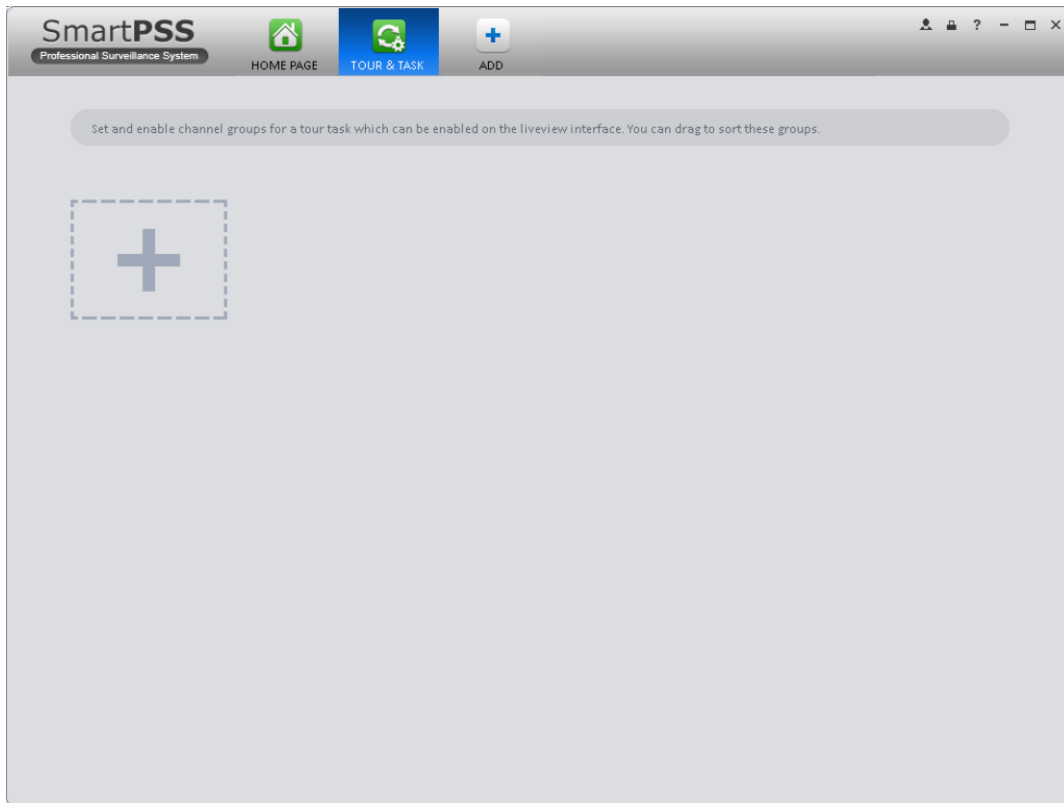 SmartPSS
Professional Surveillance System
HOME PAGE
TOUR & TASK
ADD
?
Set and enable channel groups for a tour task which can be enabled on the liveview interface. You can drag to sort these groups.